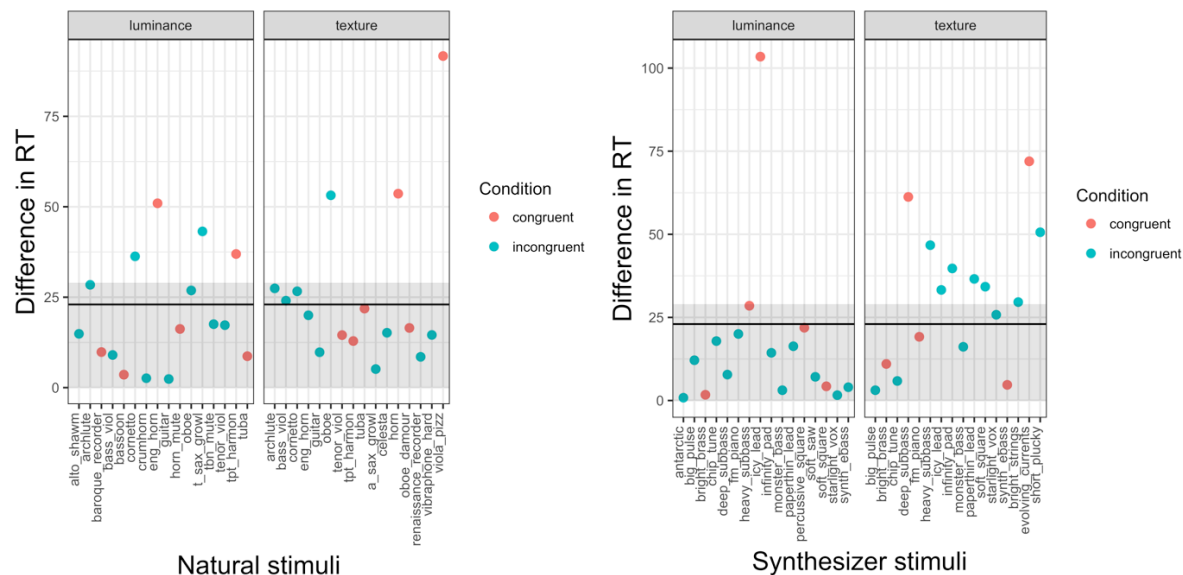 luminance
texture
Difference in RT
75
50
25
0
alto_shawm
archlute
baroque_recorder
bass_viol
bassoon
cornetto
crumhorn
eng_horn
guitar
horn_mute
oboe
t_sax_growl
tbn_mute
tenor_viol
tpt_harmon
tuba
archlute
bass_viol
cornetto
eng_horn
guitar
oboe
tenor_viol
tpt_harmon
tuba
a_sax_growl
celesta
horn
oboe_damour
renaissance_recorder
vibraphone_hard
viola_pizz
Natural stimuli
Condition
congruent
incongruent
luminance
texture
Difference in RT
100
75
50
25
0
antarctic
big_pulse
bright_brass
chip_tune
deep_subbass
fm_piano
heavy_subbass
icy_lead
infinity_pad
monster_bass
paperthin_lead
percussive_square
soft_saw
soft_square
starlight_vox
synth_ebass
big_pulse
bright_brass
chip_tune
deep_subbass
fm_piano
heavy_subbass
icy_lead
infinity_pad
monster_bass
paperthin_lead
soft_square
starlight_vox
synth_ebass
bright_strings
evolving_currents
short_plucky
Synthesizer stimuli
Condition
congruent
incongruent